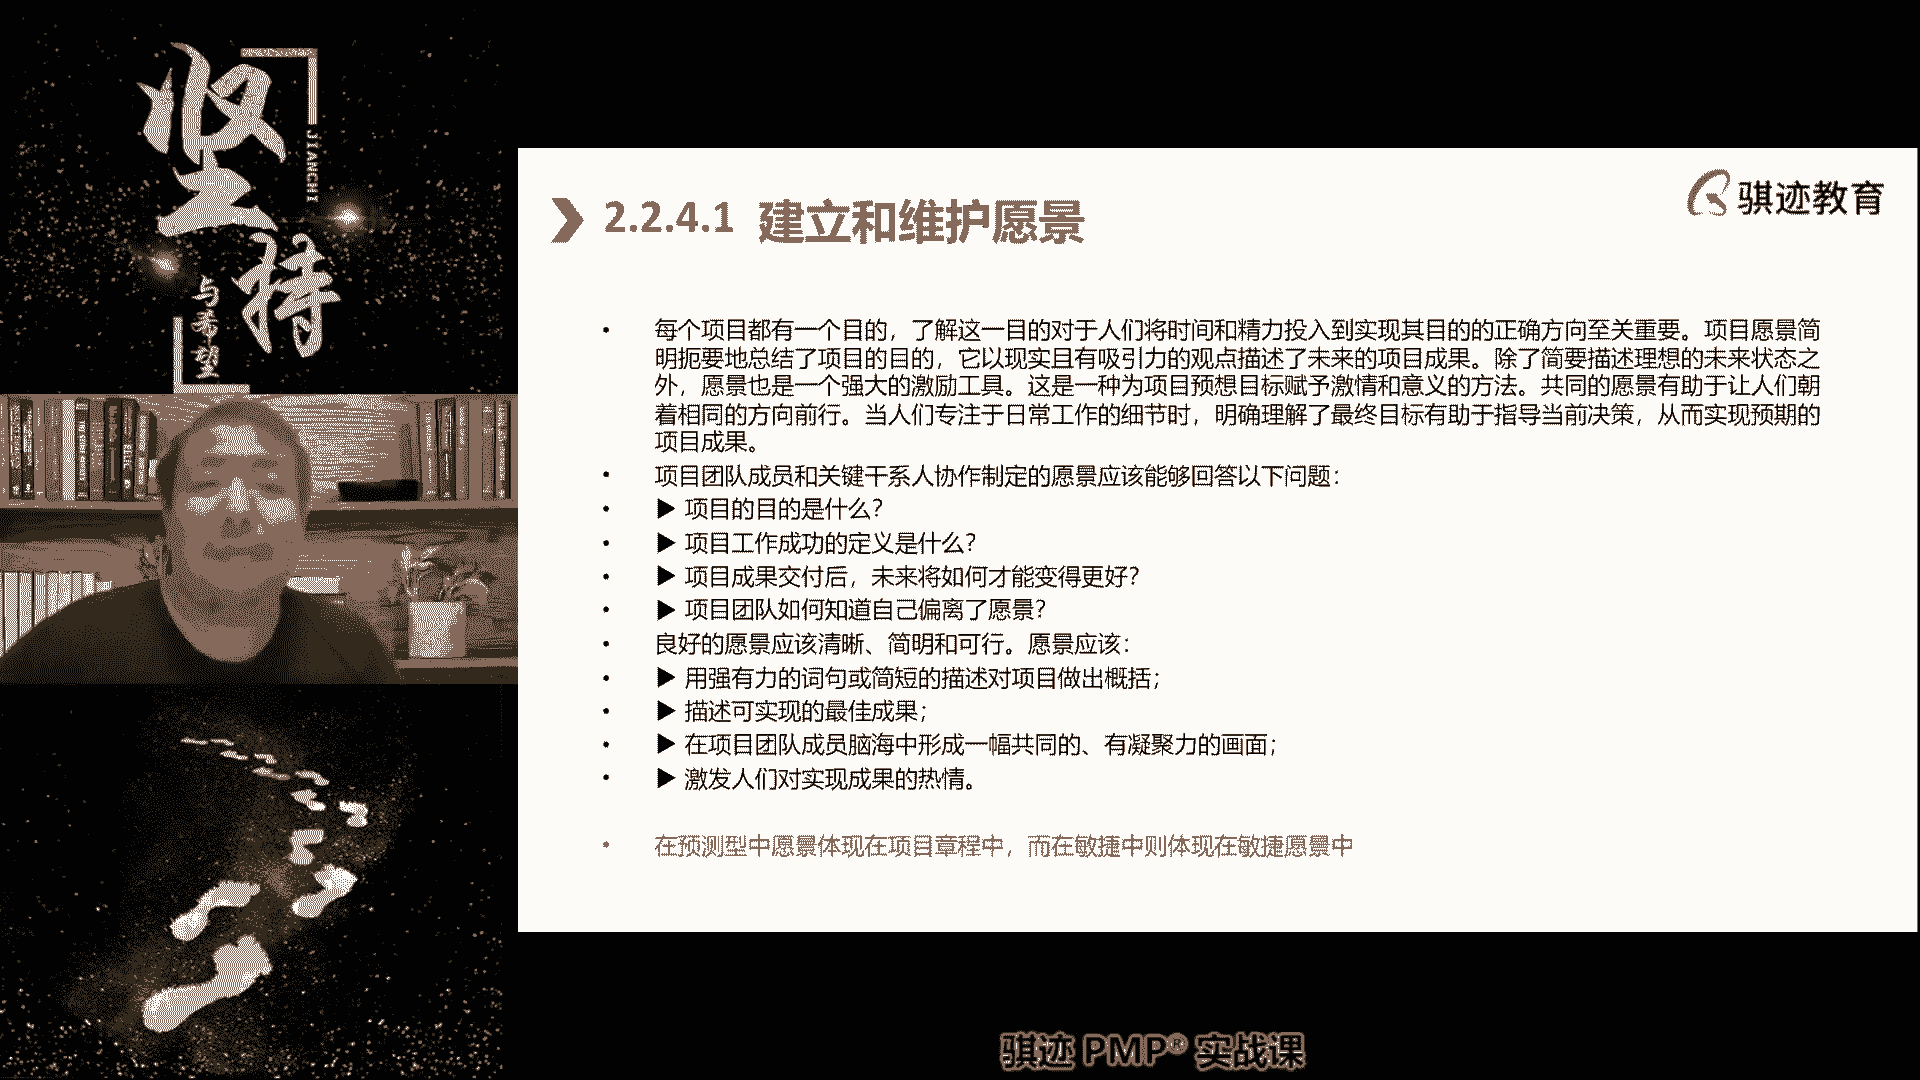 坚持
JIANCHI
与希望
骐迹教育
2.2.4.1 建立和维护愿景
• 每个项目都有一个目的，了解这一目的对于人们将时间和精力投入到实现其目的的正确方向至关重要。项目愿景简
明扼要地总结了项目的目的，它以现实且有吸引力的观点描述了未来的项目成果。除了简要描述理想的未来状态之
外，愿景也是一个强大的激励工具。这是一种为项目预想目标赋予激情和意义的方法。共同的愿景有助于让人们朝
着相同的方向前行。当人们专注于日常工作的细节时，明确理解了最终目标有助于指导当前决策，从而实现预期的
项目成果。
• 项目团队成员和关键干系人协作制定的愿景应该能够回答以下问题：
• ▶ 项目的目的是什么？
• ▶ 项目工作成功的定义是什么？
• ▶ 项目成果交付后，未来将如何才能变得更好？
• ▶ 项目团队如何知道自己偏离了愿景？
• 良好的愿景应该清晰、简明和可行。愿景应该：
• ▶ 用强有力的词句或简短的描述对项目做出概括；
• ▶ 描述可实现的最佳成果；
• ▶ 在项目团队成员脑海中形成一幅共同的、有凝聚力的画面；
• ▶ 激发人们对实现成果的热情。
• 在预测型中愿景体现在项目章程中，而在敏捷中则体现在敏捷愿景中
骐迹 PMP® 实战课